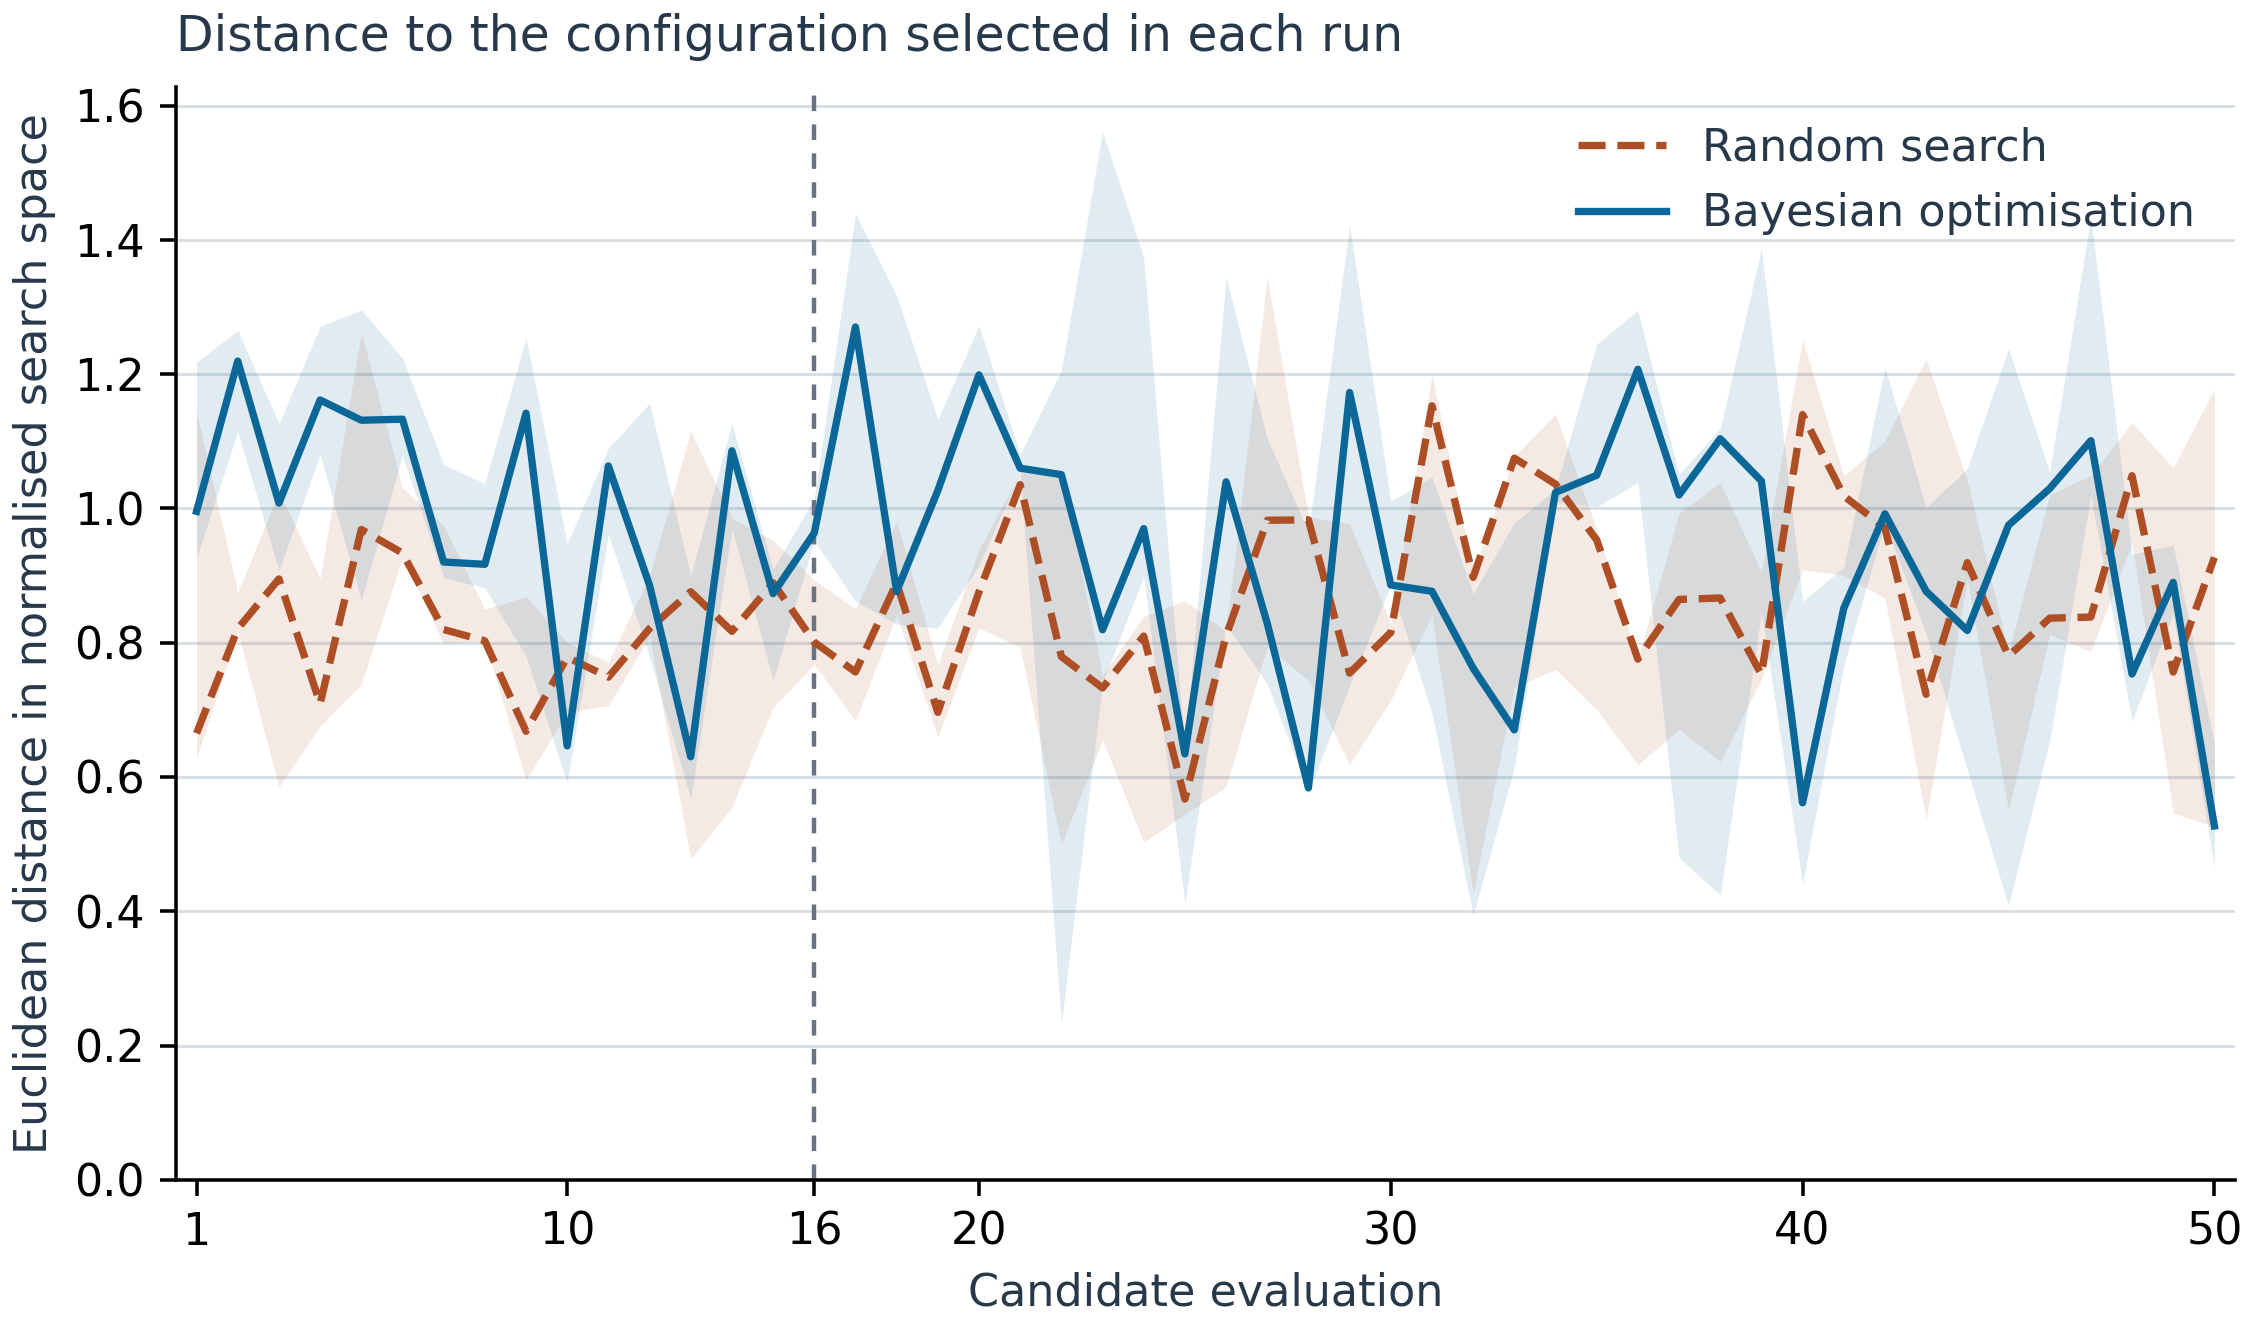 Distance to the configuration selected in each run
Euclidean distance in normalised search space
1.6
1.4
1.2
1.0
0.8
0.6
0.4
0.2
0.0
Random search
Bayesian optimisation
1 10 16 20 30 40 50
Candidate evaluation